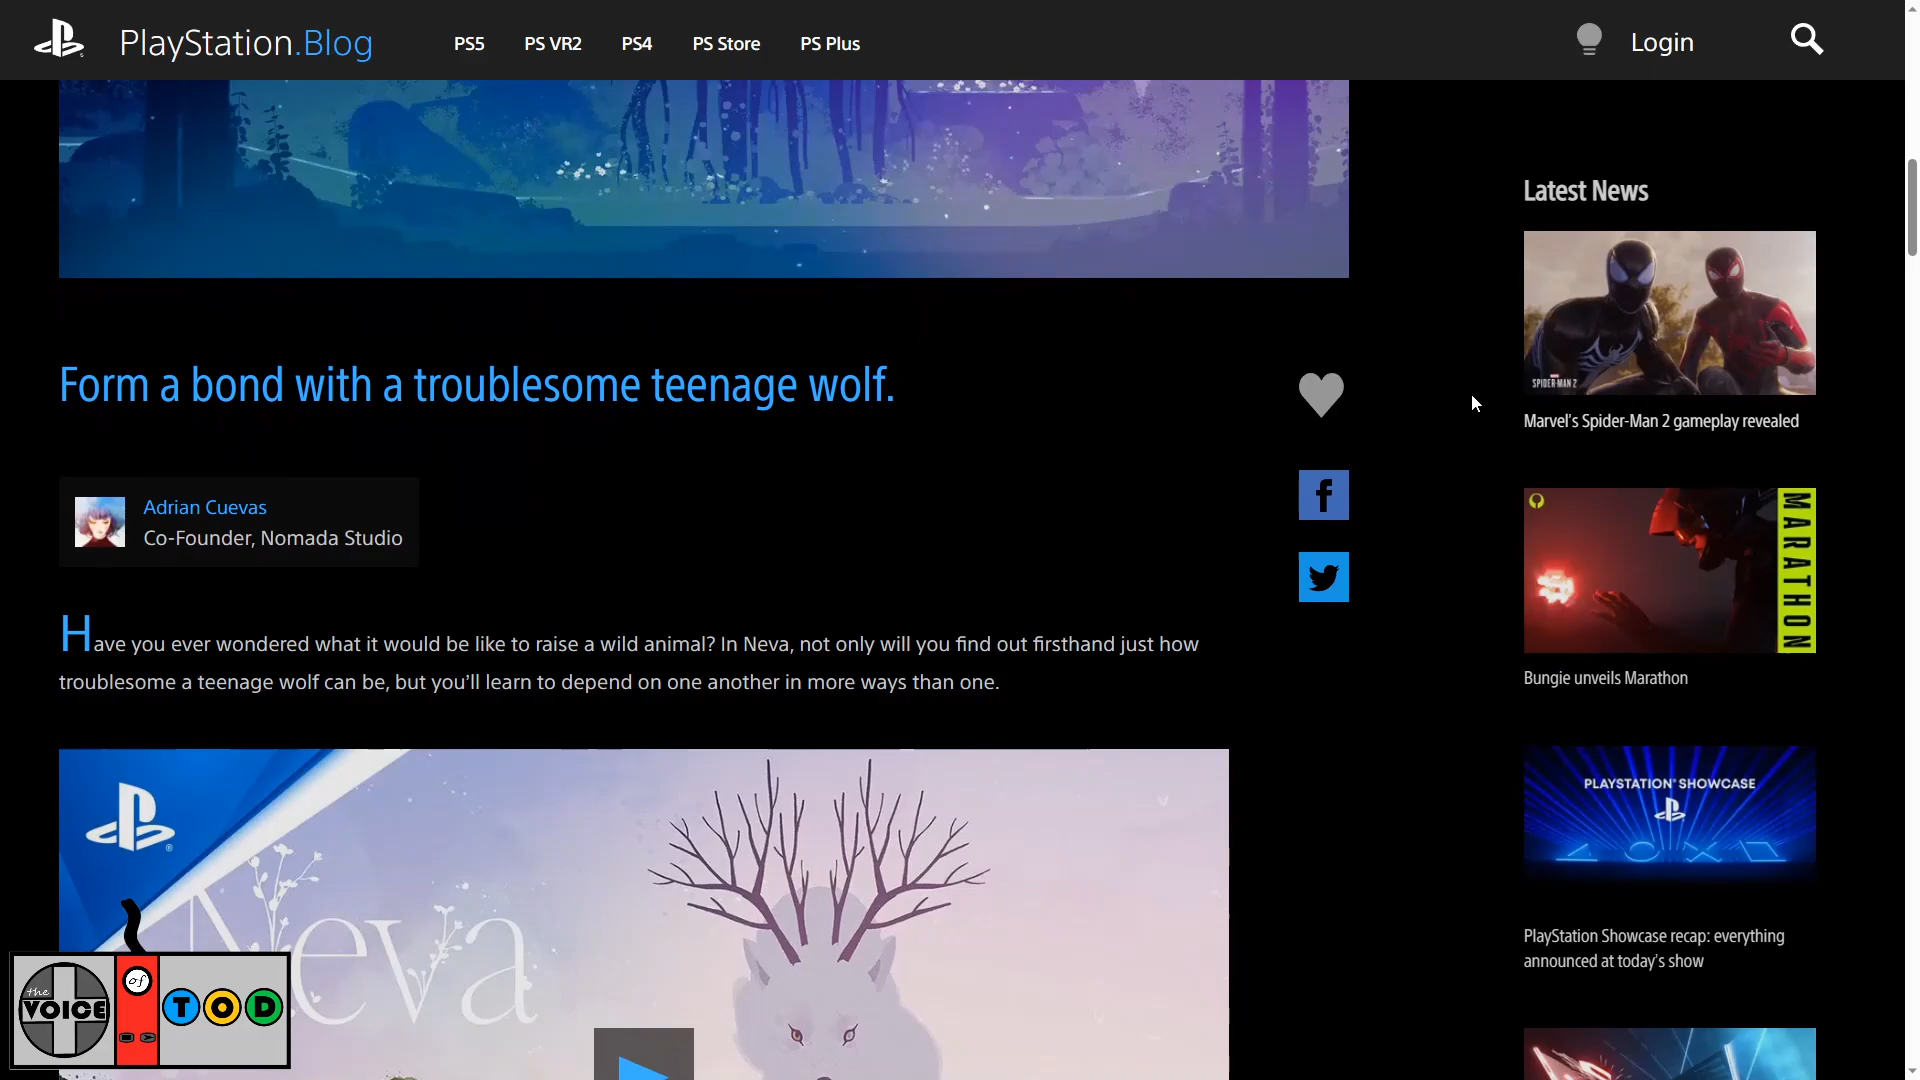 PlayStation.Blog
PS5
PS VR2
PS4
PS Store
PS Plus
Login
Form a bond with a troublesome teenage wolf.
Adrian Cuevas
Co-Founder, Nomada Studio
Have you ever wondered what it would be like to raise a wild animal? In Neva, not only will you find out firsthand just how
troublesome a teenage wolf can be, but you'll learn to depend on one another in more ways than one.
Neva
the
VOICE
of
TOD
Latest News
SPIDER-MAN 2
Marvel's Spider-Man 2 gameplay revealed
MARATHON
Bungie unveils Marathon
PLAYSTATION® SHOWCASE
PlayStation Showcase recap: everything
announced at today's show